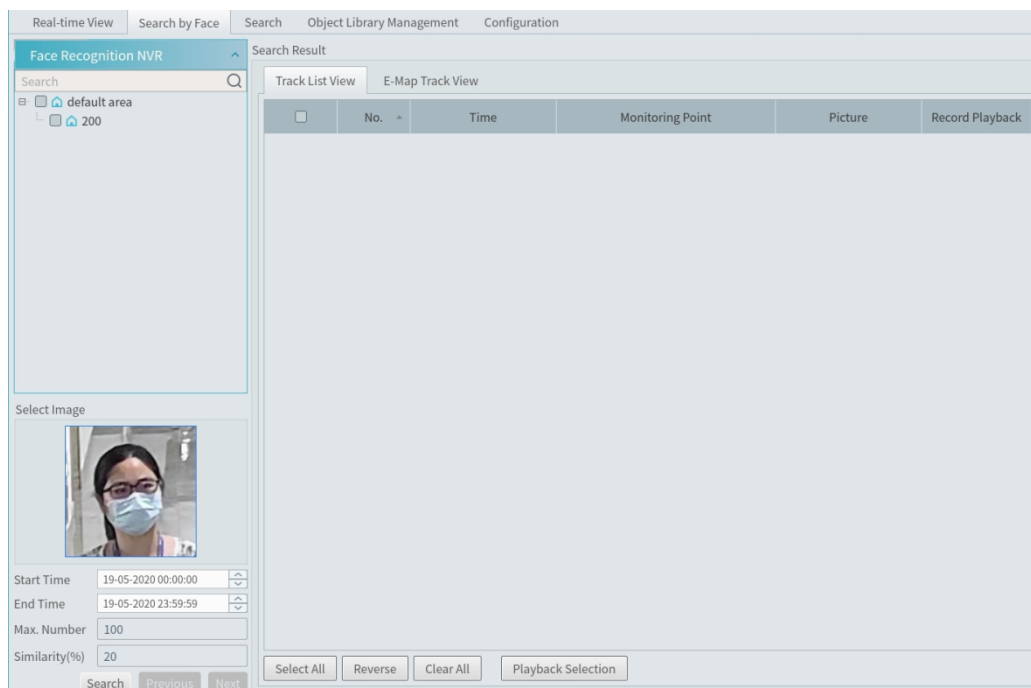 Real-time View Search by Face Search Object Library Management Configuration
Face Recognition NVR
Search
default area
200
Search Result
Track List View E-Map Track View
No. Time Monitoring Point Picture Record Playback
Select Image
Start Time 19-05-2020 00:00:00
End Time 19-05-2020 23:59:59
Max. Number 100
Similarity(%) 20
Search Previous Next
Select All Reverse Clear All Playback Selection